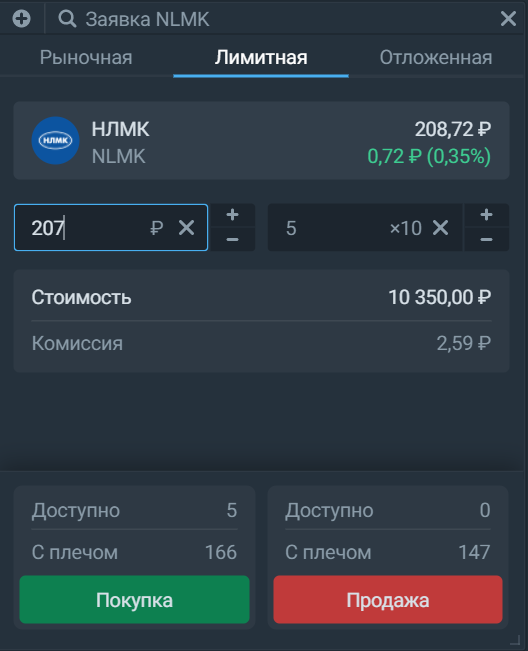 Заявка NLMK
Рыночная Лимитная Отложенная
НЛМК НЛМК 208,72 ₽
NLMK 0,72 ₽ (0,35%)
207 ₽ 5 ×10
Стоимость 10 350,00 ₽
Комиссия 2,59 ₽
Доступно 5 Доступно 0
С плечом 166 С плечом 147
Покупка Продажа